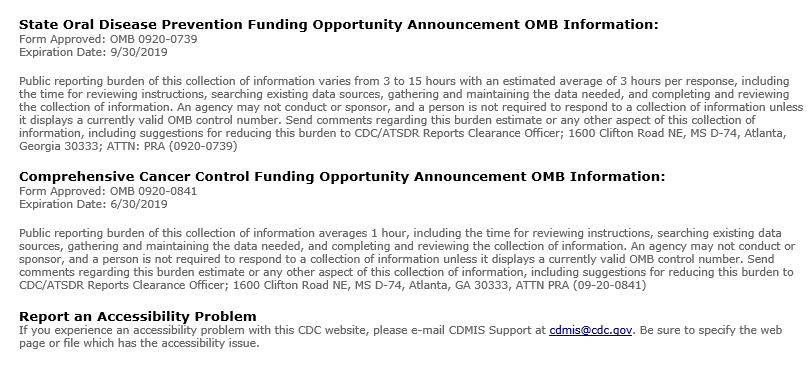 State Oral Disease Prevention Funding Opportunity Announcement OMB Information:
Form Approved: OMB 0920-0739
Expiration Date: 9/30/2019
Public reporting burden of this collection of information varies from 3 to 15 hours with an estimated average of 3 hours per response, including
the time for reviewing instructions, searching existing data sources, gathering and maintaining the data needed, and completing and reviewing
the collection of information. An agency may not conduct or sponsor, and a person is not required to respond to a collection of information unless
it displays a currently valid OMB control number. Send comments regarding this burden estimate or any other aspect of this collection of
information, including suggestions for reducing this burden to CDC/ATSDR Reports Clearance Officer; 1600 Clifton Road NE, MS D-74, Atlanta,
Georgia 30333; ATTN: PRA (0920-0739)
Comprehensive Cancer Control Funding Opportunity Announcement OMB Information:
Form Approved: OMB 0920-0841
Expiration Date: 6/30/2019
Public reporting burden of this collection of information averages 1 hour, including the time for reviewing instructions, searching existing data
sources, gathering and maintaining the data needed, and completing and reviewing the collection of information. An agency may not conduct or
sponsor, and a person is not required to respond to a collection of information unless it displays a currently valid OMB control number. Send
comments regarding this burden estimate or any other aspect of this collection of information, including suggestions for reducing this burden to
CDC/ATSDR Reports Clearance Officer; 1600 Clifton Road NE, MS D-74, Atlanta, GA 30333, ATTN PRA (09-20-0841)
Report an Accessibility Problem
If you experience an accessibility problem with this CDC website, please e-mail CDMIS Support at cdmis@cdc.gov. Be sure to specify the web
page or file which has the accessibility issue.